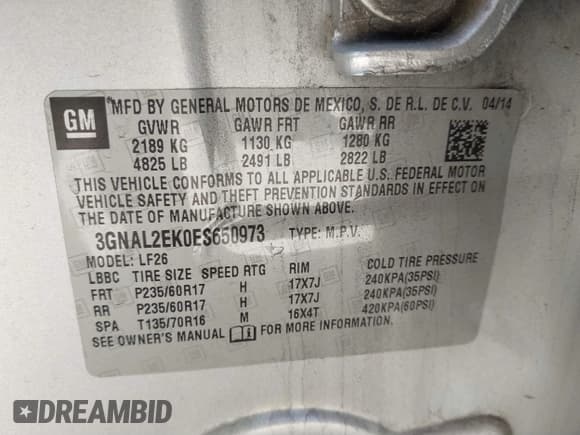 GM
MFD BY GENERAL MOTORS DE MEXICO, S. DE R.L. DE C.V. 04/14
GVWR GAWR FRT GAWR RR
2189 KG 1130 KG 1280 KG
4825 LB 2491 LB 2822 LB
THIS VEHICLE CONFORMS TO ALL APPLICABLE U.S. FEDERAL MOTOR
VEHICLE SAFETY AND THEFT PREVENTION STANDARDS IN EFFECT ON
THE DATE OF MANUFACTURE SHOWN ABOVE.
3GNAL2EK0ES650973 TYPE: M.P.V.
MODEL: LF26
LBBC TIRE SIZE SPEED RTG RIM COLD TIRE PRESSURE
FRT P235/60R17 H 17X7J 240KPA(35PSI)
RR P235/60R17 H 17X7J 240KPA(35PSI)
SPA T135/70R16 M 16X4T 420KPA(60PSI)
SEE OWNER'S MANUAL FOR MORE INFORMATION.
DREAMBID